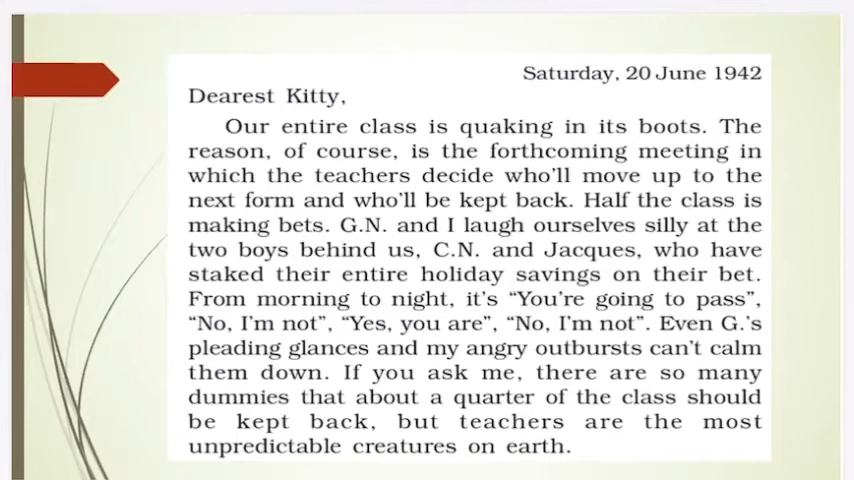 Saturday, 20 June 1942
Dearest Kitty,
Our entire class is quaking in its boots. The
reason, of course, is the forthcoming meeting in
which the teachers decide who'll move up to the
next form and who'll be kept back. Half the class is
making bets. G.N. and I laugh ourselves silly at the
two boys behind us, C.N. and Jacques, who have
staked their entire holiday savings on their bet.
From morning to night, it's “You're going to pass”,
“No, I'm not”, “Yes, you are”, “No, I'm not”. Even G.'s
pleading glances and my angry outbursts can't calm
them down. If you ask me, there are so many
dummies that about a quarter of the class should
be kept back, but teachers are the most
unpredictable creatures on earth.